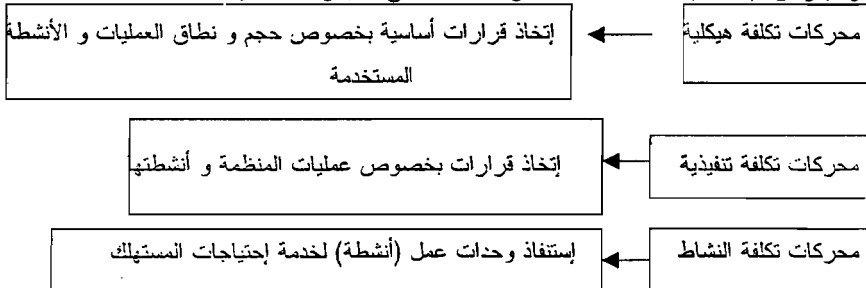 محركات تكلفة هيكلية
إتخاذ قرارات أساسية بخصوص حجم و نطاق العمليات و الأنشطة
المستخدمة
محركات تكلفة تنفيذية
إتخاذ قرارات بخصوص عمليات المنظمة و أنشطتها
محركات تكلفة النشاط
إستنفاذ وحدات عمل (أنشطة) لخدمة إحتياجات المستهلك